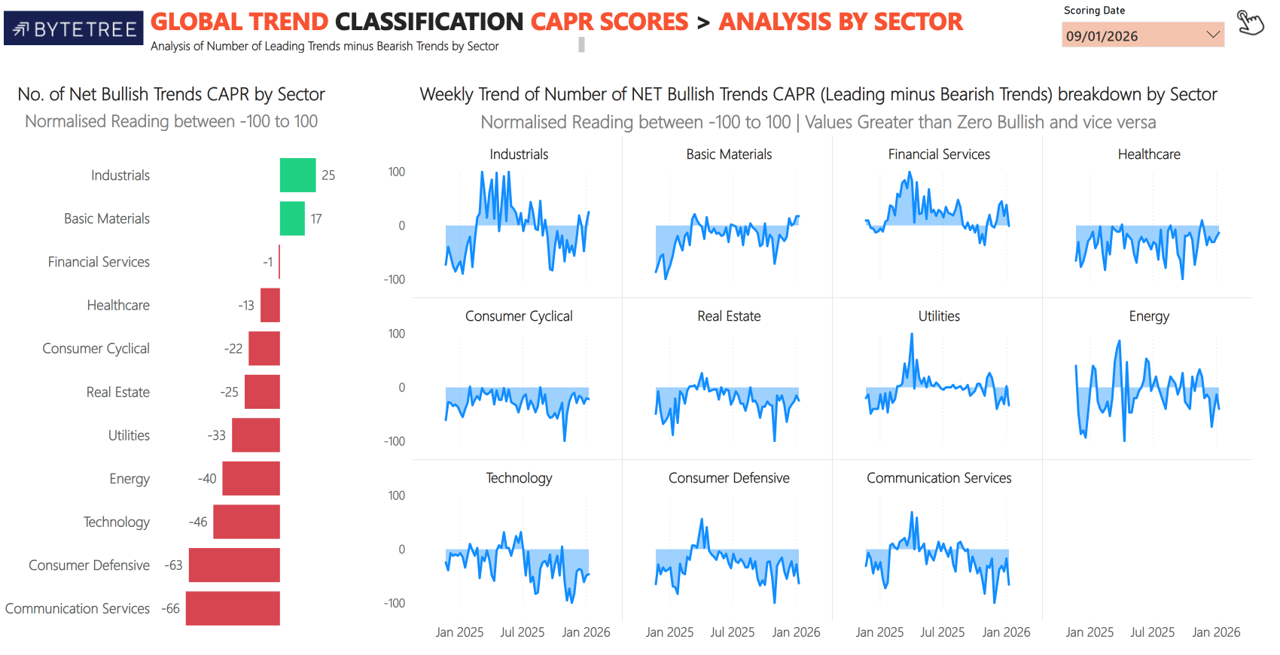 BYTETREE
GLOBAL TREND CLASSIFICATION CAPR SCORES > ANALYSIS BY SECTOR
Analysis of Number of Leading Trends minus Bearish Trends by Sector
Scoring Date
09/01/2026
No. of Net Bullish Trends CAPR by Sector
Normalised Reading between -100 to 100
Industrials 25
Basic Materials 17
Financial Services -1
Healthcare -13
Consumer Cyclical -22
Real Estate -25
Utilities -33
Energy -40
Technology -46
Consumer Defensive -63
Communication Services -66
Weekly Trend of Number of NET Bullish Trends CAPR (Leading minus Bearish Trends) breakdown by Sector
Normalised Reading between -100 to 100 | Values Greater than Zero Bullish and vice versa
Industrials Basic Materials Financial Services Healthcare
100
0
-100
Consumer Cyclical Real Estate Utilities Energy
100
0
-100
Technology Consumer Defensive Communication Services
100
0
-100
Jan 2025 Jul 2025 Jan 2026 Jan 2025 Jul 2025 Jan 2026 Jan 2025 Jul 2025 Jan 2026 Jan 2025 Jul 2025 Jan 2026